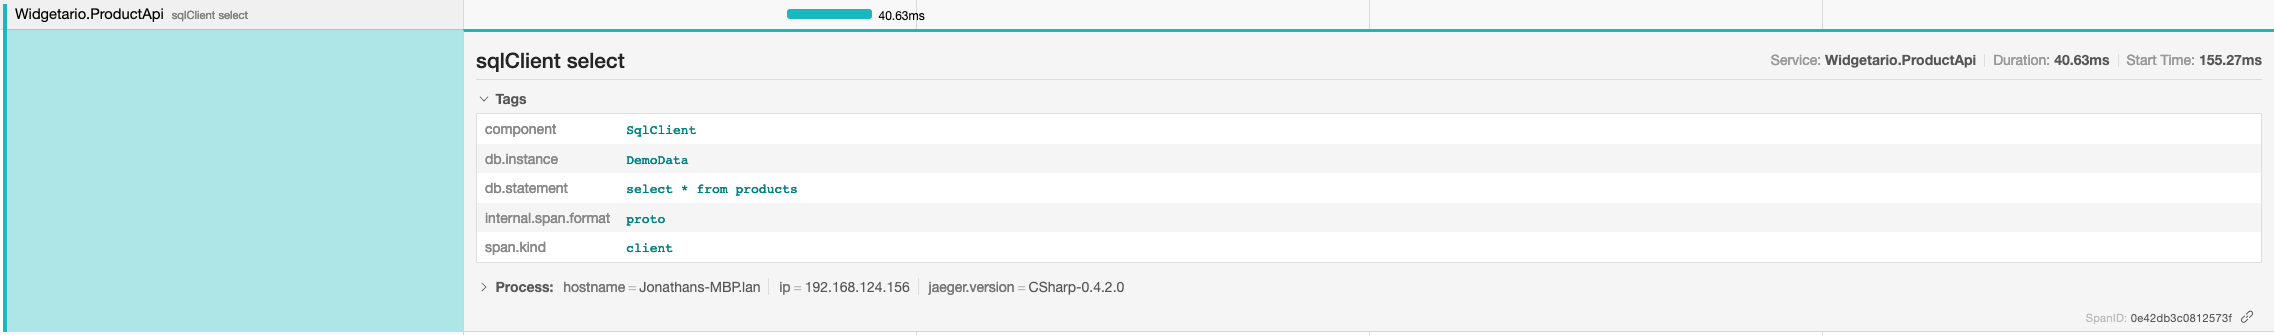 Widgetario.ProductApi sqlClient select 40.63ms
sqlClient select Service: Widgetario.ProductApi Duration: 40.63ms Start Time: 155.27ms
Tags
component SqlClient
db.instance DemoData
db.statement select * from products
internal.span.format proto
span.kind client
Process: hostname = Jonathans-MBP.lan ip = 192.168.124.156 jaeger.version = CSharp-0.4.2.0
SpanID: 0e42db3c0812573f